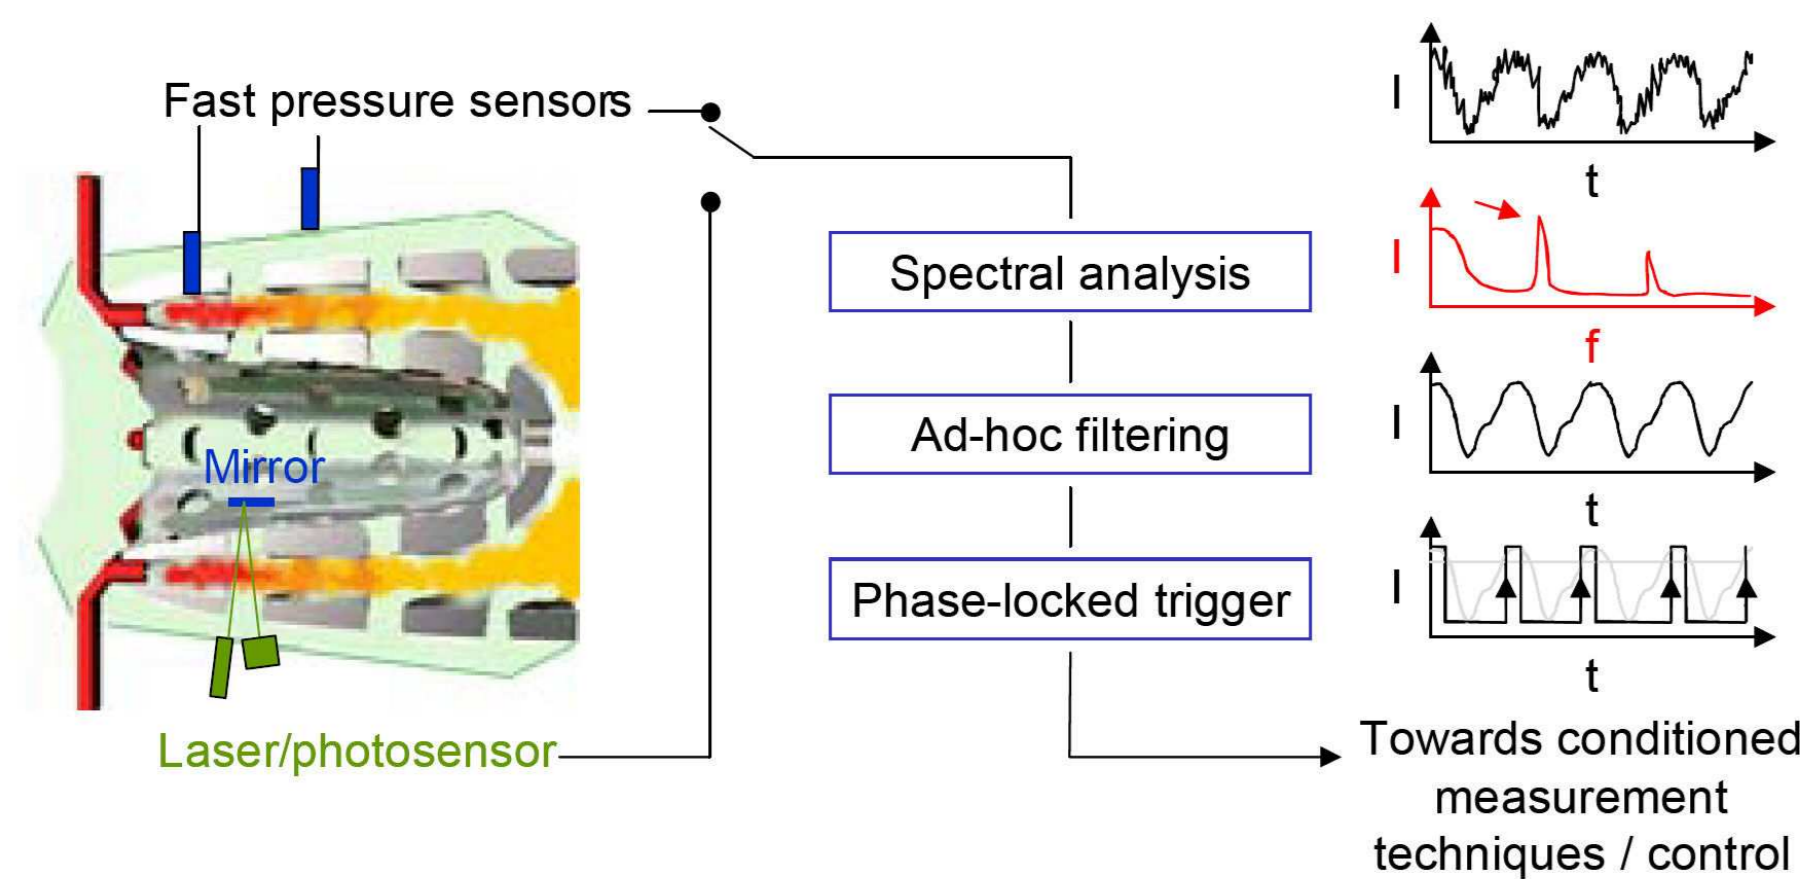 Fast pressure sensors
Mirror
Laser/photosensor
Spectral analysis
Ad-hoc filtering
Phase-locked trigger
I
t
I
f
I
t
I
t
Towards conditioned
measurement
techniques / control